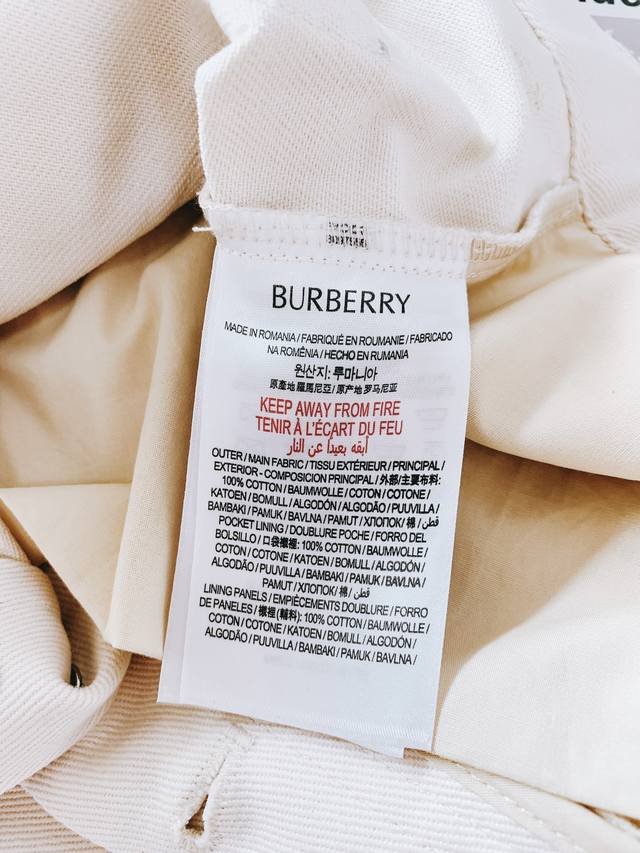 BURBERRY
MADE IN ROMANIA / FABRIQUÉ EN ROUMANIE / FABRICADO
NA ROMÊNIA / HECHO EN RUMANIA
원산지: 루마니아
原產地 羅馬尼亞 / 原产地 罗马尼亚
KEEP AWAY FROM FIRE
TENIR À L'ÉCART DU FEU
أبقه بعيدًا عن النار
OUTER / MAIN FABRIC / TISSU EXTÉRIEUR / PRINCIPAL /
EXTERIOR - COMPOSICION PRINCIPAL / 外部/主要布料:
100% COTTON / BAUMWOLLE / COTON / COTONE /
KATOEN / BOMULL / ALGODÓN / ALGODÃO / PUUVILLA /
BAMBAKI / PAMUK / BAVLNA / PAMUT / ХЛОПОК / 棉 / قطن
POCKET LINING / DOUBLURE POCHE / FORRO DEL
BOLSILLO / 口袋襯裡: 100% COTTON / BAUMWOLLE /
COTON / COTONE / KATOEN / BOMULL / ALGODÓN /
ALGODÃO / PUUVILLA / BAMBAKI / PAMUK / BAVLNA /
PAMUT / ХЛОПОК / 棉 / قطن
LINING PANELS / EMPIÈCEMENTS DOUBLURE / FORRO
DE PANELES / 襯裡(輔料): 100% COTTON / BAUMWOLLE /
COTON / COTONE / KATOEN / BOMULL / ALGODÓN /
ALGODÃO / PUUVILLA / BAMBAKI / PAMUK / BAVLNA /